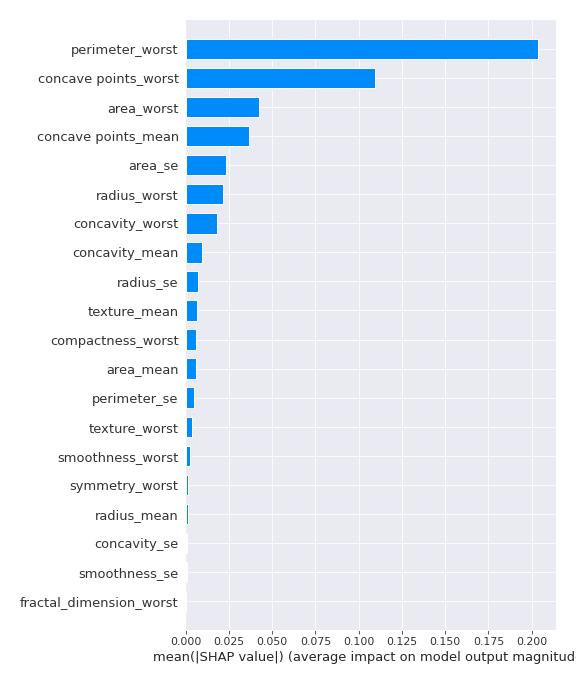 perimeter_worst
concave points_worst
area_worst
concave points_mean
area_se
radius_worst
concavity_worst
concavity_mean
radius_se
texture_mean
compactness_worst
area_mean
perimeter_se
texture_worst
smoothness_worst
symmetry_worst
radius_mean
concavity_se
smoothness_se
fractal_dimension_worst
0.000 0.025 0.050 0.075 0.100 0.125 0.150 0.175 0.200
mean(|SHAP value|) (average impact on model output magnitud